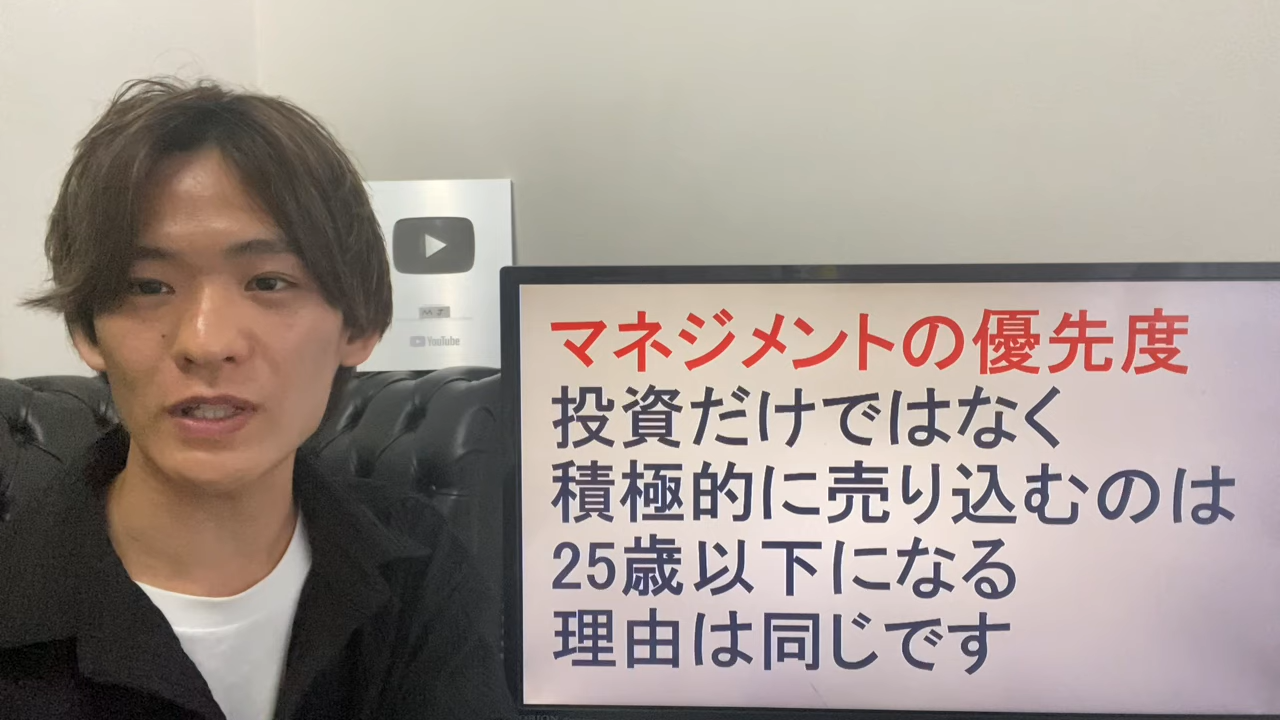 MJ
YouTube
マネジメントの優先度
投資だけではなく
積極的に売り込むのは
25歳以下になる
理由は同じです